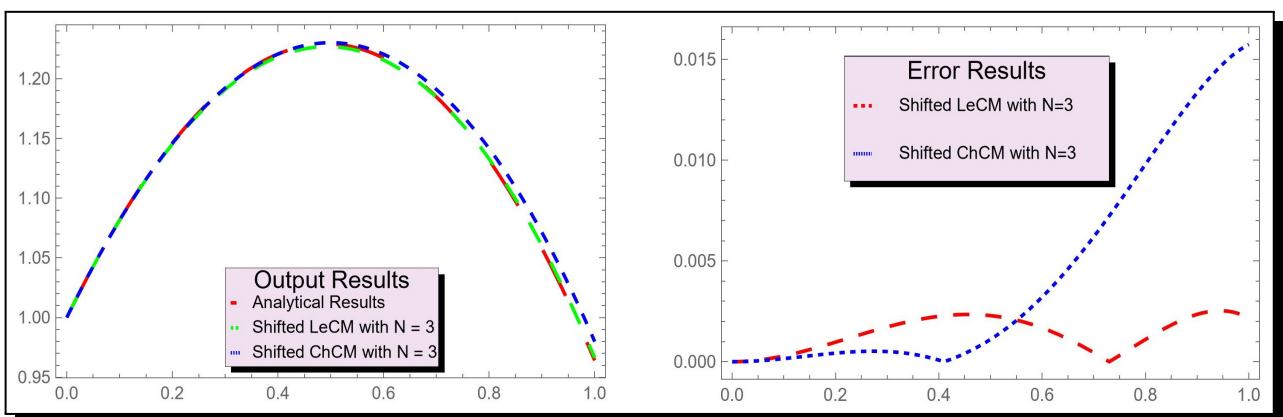 1.20
1.15
1.10
1.05
1.00
0.95
0.0 0.2 0.4 0.6 0.8 1.0
Output Results
Analytical Results
Shifted LeCM with N = 3
Shifted ChCM with N = 3
0.015
0.010
0.005
0.000
0.0 0.2 0.4 0.6 0.8 1.0
Error Results
Shifted LeCM with N=3
Shifted ChCM with N=3